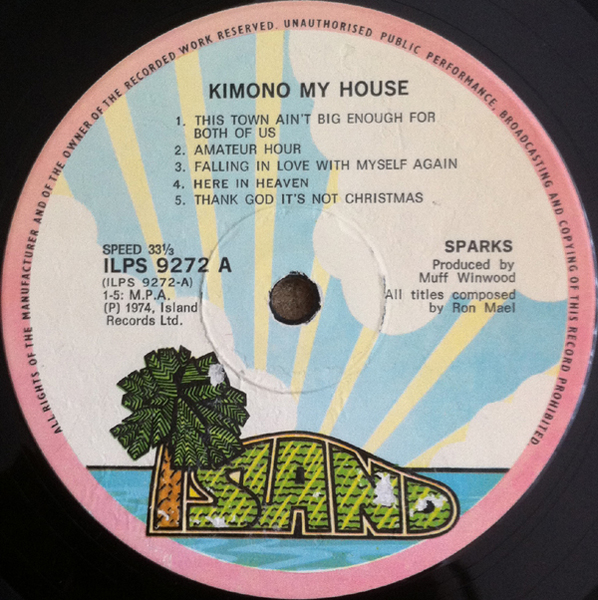 ALL RIGHTS OF THE MANUFACTURER AND OF THE OWNER OF THE RECORDED WORK RESERVED. UNAUTHORISED PUBLIC PERFORMANCE, BROADCASTING AND COPYING OF THIS RECORD PROHIBITED
KIMONO MY HOUSE
1. THIS TOWN AIN'T BIG ENOUGH FOR
BOTH OF US
2. AMATEUR HOUR
3. FALLING IN LOVE WITH MYSELF AGAIN
4. HERE IN HEAVEN
5. THANK GOD IT'S NOT CHRISTMAS
SPEED 33⅓
ILPS 9272 A
(ILPS 9272-A)
1-5: M.P.A.
(P) 1974, Island
Records Ltd.
SPARKS
Produced by
Muff Winwood
All titles composed
by Ron Mael
ISLAND